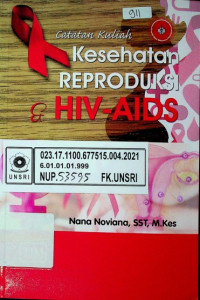 911
Catatan Kuliah
Kesehatan
REPRODUKSI
& HIV-AIDS
023.17.1100.677515.004.2021
6.01.01.01.999
UNSRI
NUP. 53595 FK.UNSRI
Nana Noviana, SST, M.Kes